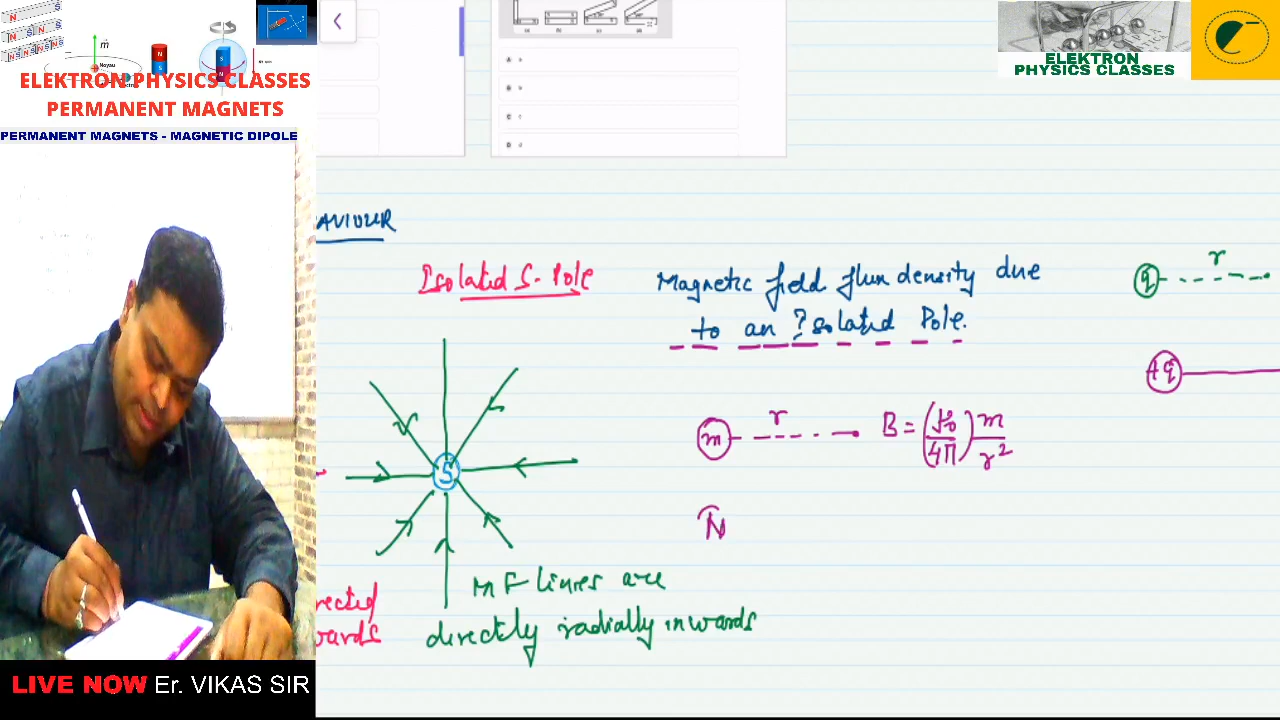 ELEKTRON PHYSICS CLASSES
PERMANENT MAGNETS
PERMANENT MAGNETS - MAGNETIC DIPOLE
ELEKTRON
PHYSICS CLASSES
AVIOUR
Isolated S-Pole
Magnetic field flux density due
to an Isolated Pole.
q r
+q
m r B = (μ0/4π) m/r²
S
N
MF lines are
directly radially inwards
rected
wards
LIVE NOW Er. VIKAS SIR